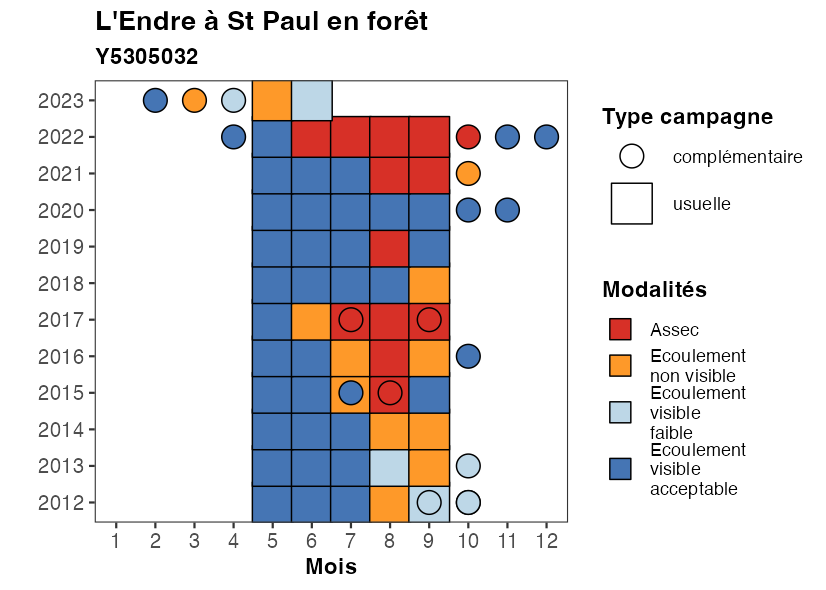 L'Endre à St Paul en forêt
Y5305032
2023
2022
2021
2020
2019
2018
2017
2016
2015
2014
2013
2012
1 2 3 4 5 6 7 8 9 10 11 12
Mois
Type campagne
complémentaire
usuelle
Modalités
Assec
Ecoulement
non visible
Ecoulement
visible
faible
Ecoulement
visible
acceptable